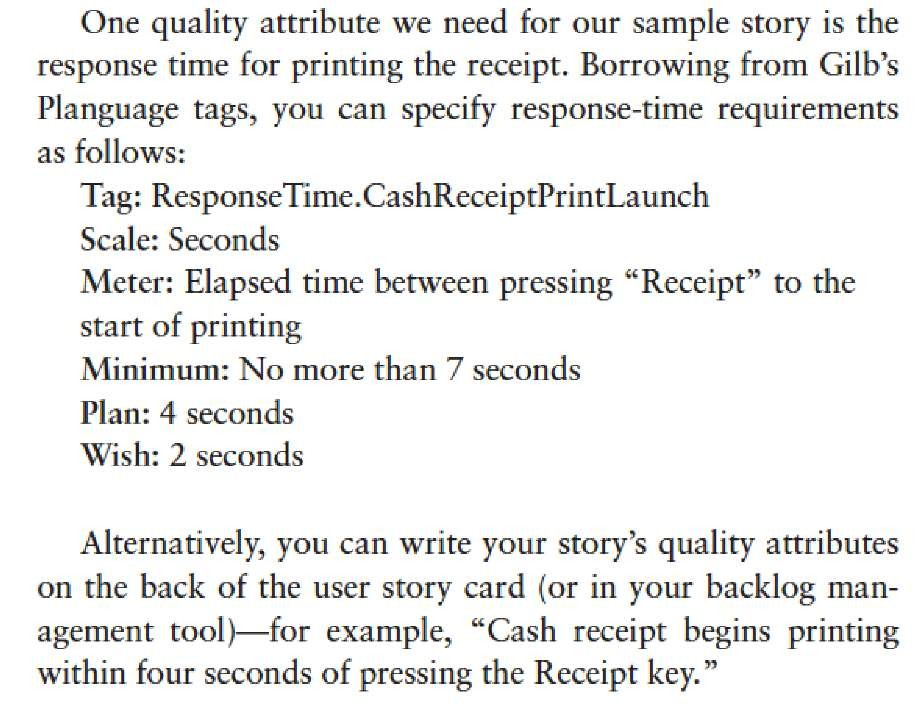 One quality attribute we need for our sample story is the
response time for printing the receipt. Borrowing from Gilb’s
Planguage tags, you can specify response-time requirements
as follows:
Tag: ResponseTime.CashReceiptPrintLaunch
Scale: Seconds
Meter: Elapsed time between pressing “Receipt” to the
start of printing
Minimum: No more than 7 seconds
Plan: 4 seconds
Wish: 2 seconds
Alternatively, you can write your story’s quality attributes
on the back of the user story card (or in your backlog man-
agement tool)—for example, “Cash receipt begins printing
within four seconds of pressing the Receipt key.”